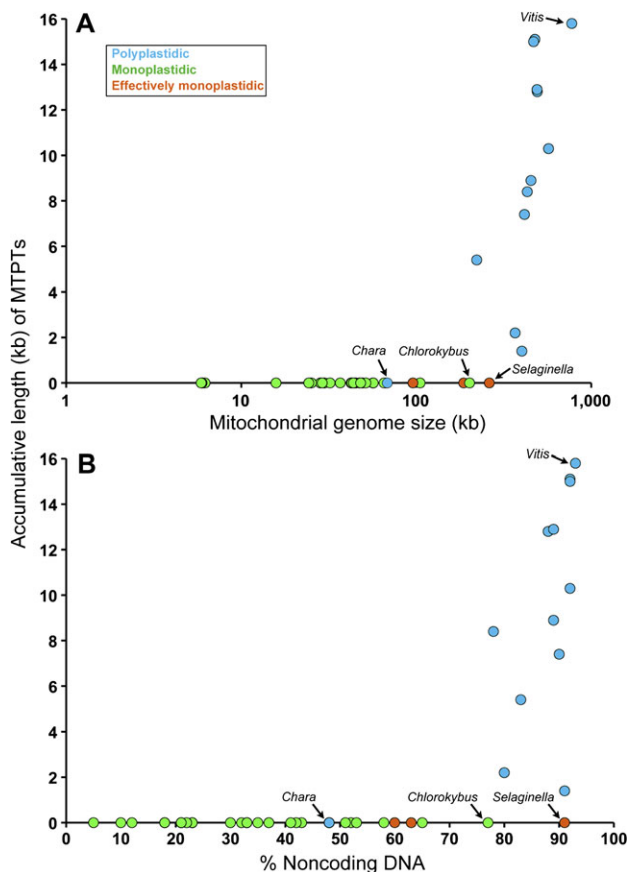 A
Polyplastidic
Monoplastidic
Effectively monoplastidic
Vitis
16
14
12
10
8
6
4
2
0
Chara
Chlorokybus
Selaginella
1 10 100 1,000
Mitochondrial genome size (kb)
Accumulative length (kb) of MTPTs
B
Vitis
16
14
12
10
8
6
4
2
0
Chara
Chlorokybus
Selaginella
0 10 20 30 40 50 60 70 80 90 100
% Noncoding DNA